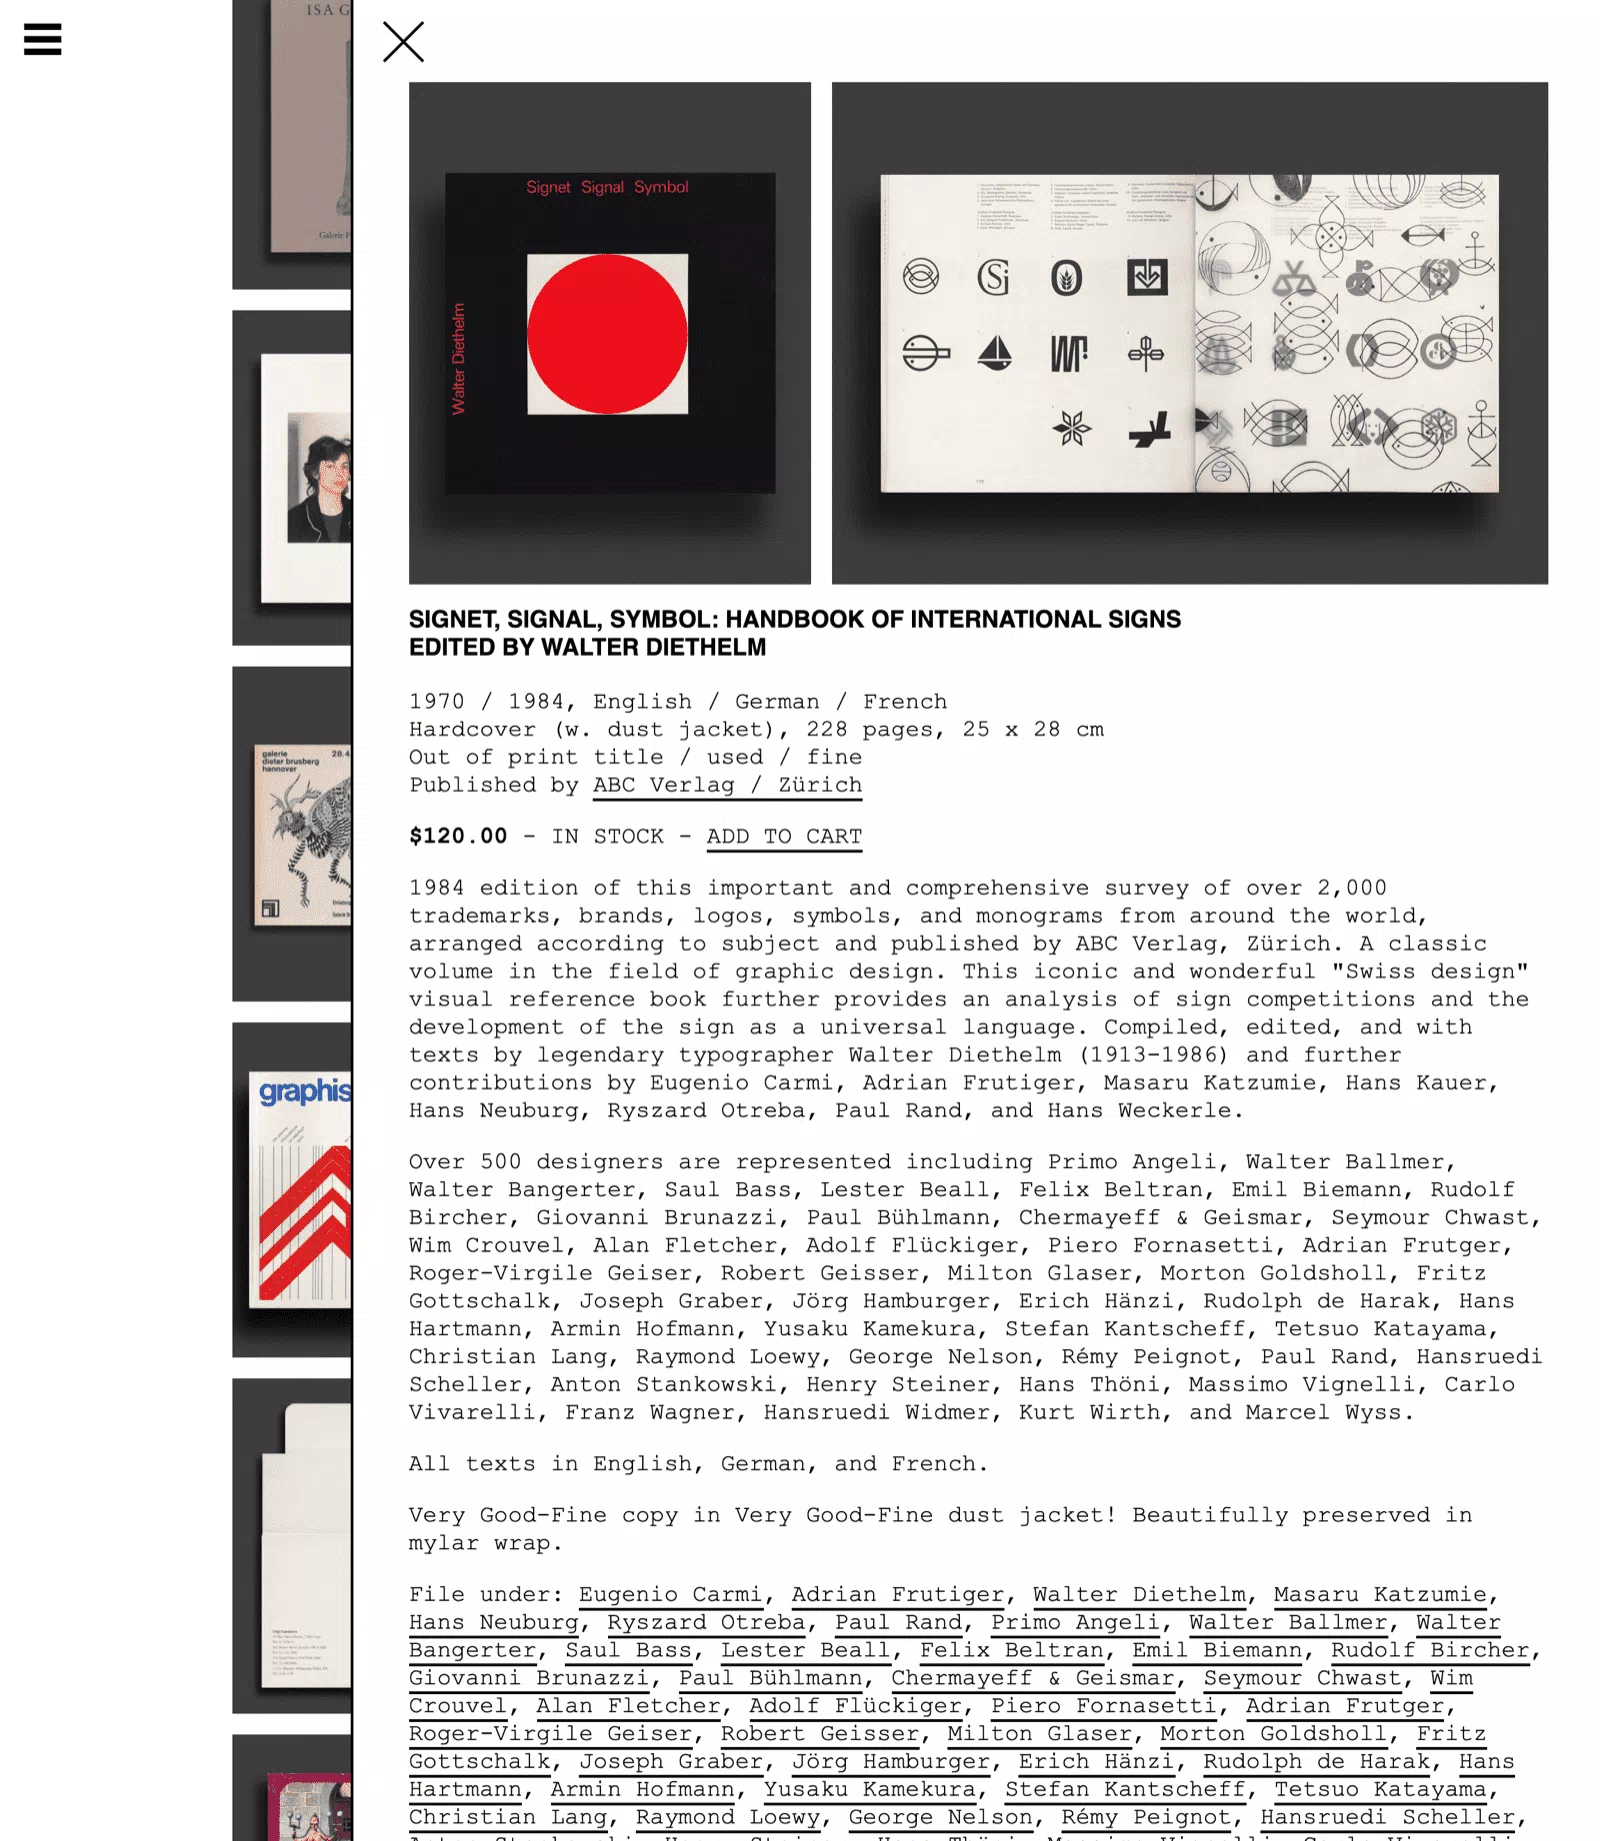 ISA G
Galerie F
galerie
dieter brusberg
hannover
28.4
graphis
Signet Signal Symbol
Walter Diethelm
SIGNET, SIGNAL, SYMBOL: HANDBOOK OF INTERNATIONAL SIGNS
EDITED BY WALTER DIETHELM
1970 / 1984, English / German / French
Hardcover (w. dust jacket), 228 pages, 25 x 28 cm
Out of print title / used / fine
Published by ABC Verlag / Zürich
$120.00 - IN STOCK - ADD TO CART
1984 edition of this important and comprehensive survey of over 2,000
trademarks, brands, logos, symbols, and monograms from around the world,
arranged according to subject and published by ABC Verlag, Zürich. A classic
volume in the field of graphic design. This iconic and wonderful "Swiss design"
visual reference book further provides an analysis of sign competitions and the
development of the sign as a universal language. Compiled, edited, and with
texts by legendary typographer Walter Diethelm (1913-1986) and further
contributions by Eugenio Carmi, Adrian Frutiger, Masaru Katzumie, Hans Kauer,
Hans Neuburg, Ryszard Otreba, Paul Rand, and Hans Weckerle.
Over 500 designers are represented including Primo Angeli, Walter Ballmer,
Walter Bangerter, Saul Bass, Lester Beall, Felix Beltran, Emil Biemann, Rudolf
Bircher, Giovanni Brunazzi, Paul Bühlmann, Chermayeff & Geismar, Seymour Chwast,
Wim Crouvel, Alan Fletcher, Adolf Flückiger, Piero Fornasetti, Adrian Frutger,
Roger-Virgile Geiser, Robert Geisser, Milton Glaser, Morton Goldsholl, Fritz
Gottschalk, Joseph Graber, Jörg Hamburger, Erich Hänzi, Rudolph de Harak, Hans
Hartmann, Armin Hofmann, Yusaku Kamekura, Stefan Kantscheff, Tetsuo Katayama,
Christian Lang, Raymond Loewy, George Nelson, Rémy Peignot, Paul Rand, Hansruedi
Scheller, Anton Stankowski, Henry Steiner, Hans Thöni, Massimo Vignelli, Carlo
Vivarelli, Franz Wagner, Hansruedi Widmer, Kurt Wirth, and Marcel Wyss.
All texts in English, German, and French.
Very Good-Fine copy in Very Good-Fine dust jacket! Beautifully preserved in
mylar wrap.
File under: Eugenio Carmi, Adrian Frutiger, Walter Diethelm, Masaru Katzumie,
Hans Neuburg, Ryszard Otreba, Paul Rand, Primo Angeli, Walter Ballmer, Walter
Bangerter, Saul Bass, Lester Beall, Felix Beltran, Emil Biemann, Rudolf Bircher,
Giovanni Brunazzi, Paul Bühlmann, Chermayeff & Geismar, Seymour Chwast, Wim
Crouvel, Alan Fletcher, Adolf Flückiger, Piero Fornasetti, Adrian Frutger,
Roger-Virgile Geiser, Robert Geisser, Milton Glaser, Morton Goldsholl, Fritz
Gottschalk, Joseph Graber, Jörg Hamburger, Erich Hänzi, Rudolph de Harak, Hans
Hartmann, Armin Hofmann, Yusaku Kamekura, Stefan Kantscheff, Tetsuo Katayama,
Christian Lang, Raymond Loewy, George Nelson, Rémy Peignot, Hansruedi Scheller,